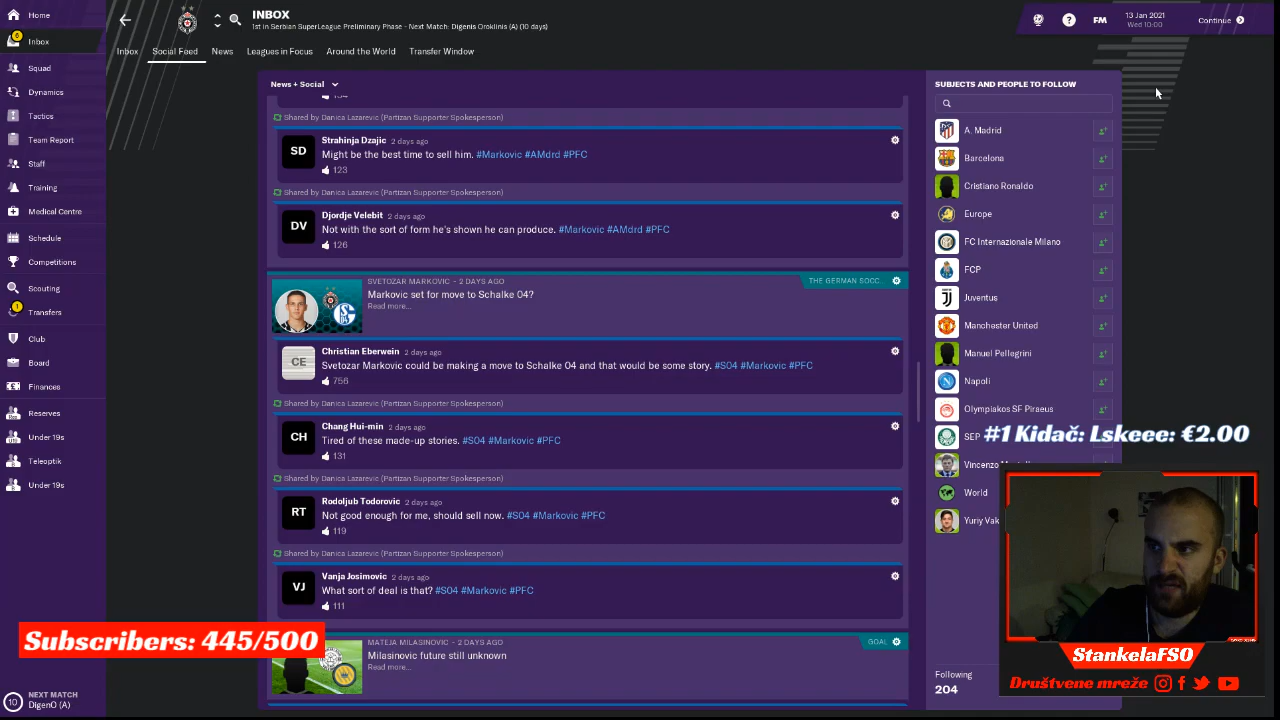 Home
Inbox
6
Squad
Dynamics
Tactics
Team Report
Staff
Training
Medical Centre
Schedule
Competitions
Scouting
1
Transfers
Club
Board
Finances
Reserves
Under 19s
Teleoptik
Under 19s
10
NEXT MATCH
DigenO (A)
INBOX
1st in Serbian SuperLeague Preliminary Phase - Next Match: Digenis Oroklinis (A) (10 days)
?
FM
13 Jan 2021
Wed 10:00
Continue
Inbox
Social Feed
News
Leagues in Focus
Around the World
Transfer Window
News + Social
Shared by Danica Lazarevic (Partizan Supporter Spokesperson)
SD
Strahinja Dzajic 2 days ago
Might be the best time to sell him. #Markovic #AMdrd #PFC
123
Shared by Danica Lazarevic (Partizan Supporter Spokesperson)
DV
Djordje Velebit 2 days ago
Not with the sort of form he's shown he can produce. #Markovic #AMdrd #PFC
126
SVETOZAR MARKOVIC - 2 DAYS AGO
THE GERMAN SOCC...
Markovic set for move to Schalke 04?
Read more...
CE
Christian Eberwein 2 days ago
Svetozar Markovic could be making a move to Schalke 04 and that would be some story. #S04 #Markovic #PFC
756
Shared by Danica Lazarevic (Partizan Supporter Spokesperson)
CH
Chang Hui-min 2 days ago
Tired of these made-up stories. #S04 #Markovic #PFC
131
Shared by Danica Lazarevic (Partizan Supporter Spokesperson)
RT
Rodoljub Todorovic 2 days ago
Not good enough for me, should sell now. #S04 #Markovic #PFC
119
Shared by Danica Lazarevic (Partizan Supporter Spokesperson)
VJ
Vanja Josimovic 2 days ago
What sort of deal is that? #S04 #Markovic #PFC
111
MATEJA MILASINOVIC - 2 DAYS AGO
GOAL
Milasinovic future still unknown
Read more...
SUBJECTS AND PEOPLE TO FOLLOW
A. Madrid
Barcelona
Cristiano Ronaldo
Europe
FC Internazionale Milano
FCP
Juventus
Manchester United
Manuel Pellegrini
Napoli
Olympiakos SF Piraeus
SEP
Vincenzo
World
Yuriy
Following
204
#1 Kidač: Lskeee: €2.00
Subscribers: 445/500
StankelaFSO
Društvene mreže